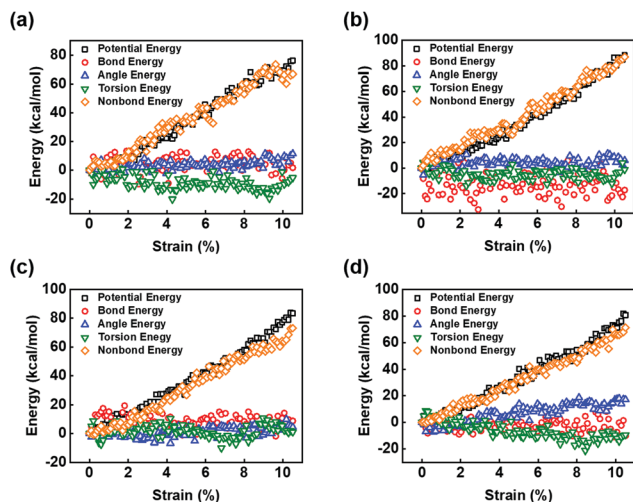 (a)
Potential Energy
Bond Energy
Angle Energy
Torsion Enegy
Nonbond Energy
80
60
40
20
0
-20
Energy (kcal/mol)
0 2 4 6 8 10
Strain (%)
(b)
Potential Energy
Bond Energy
Angle Energy
Torsion Enegy
Nonbond Energy
100
80
60
40
20
0
-20
Energy (kcal/mol)
0 2 4 6 8 10
Strain (%)
(c)
Potential Energy
Bond Energy
Angle Energy
Torsion Enegy
Nonbond Energy
100
80
60
40
20
0
-20
Energy (kcal/mol)
0 2 4 6 8 10
Strain (%)
(d)
Potential Energy
Bond Energy
Angle Energy
Torsion Enegy
Nonbond Energy
100
80
60
40
20
0
-20
Energy (kcal/mol)
0 2 4 6 8 10
Strain (%)